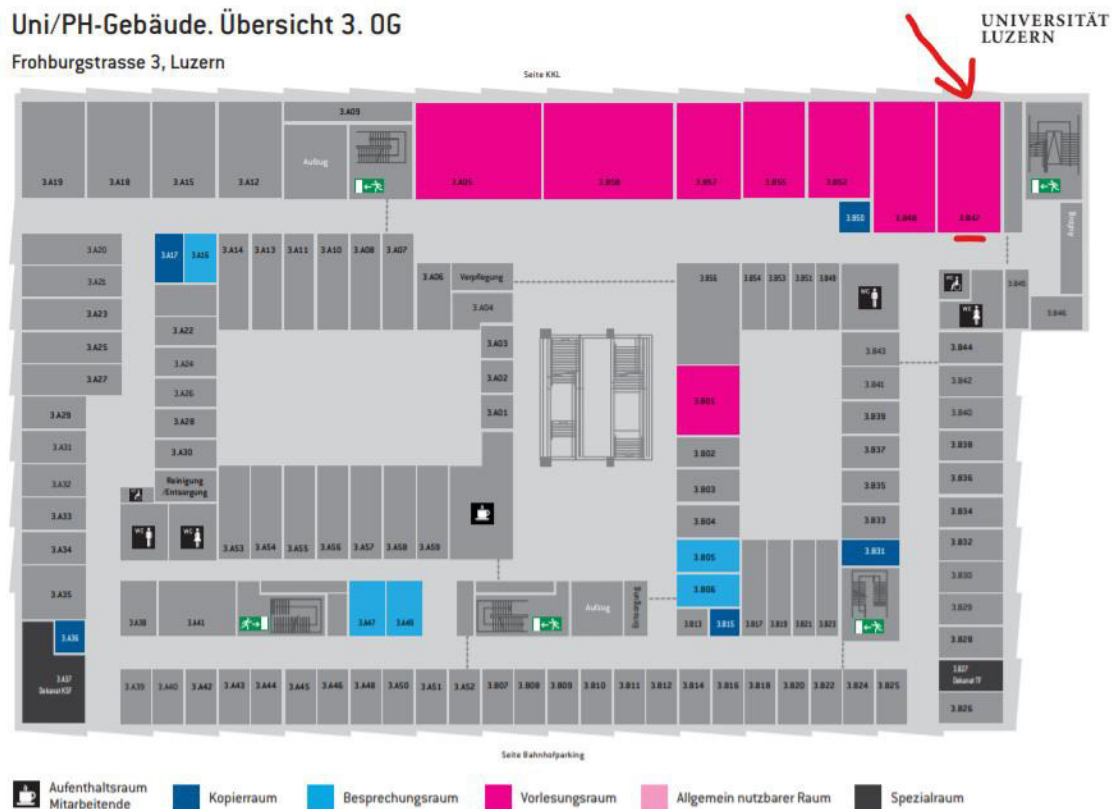 Uni/PH-Gebäude. Übersicht 3. OG
UNIVERSITÄT
LUZERN
Frohburgstrasse 3, Luzern
Seite KKL
3.A09
Aufzug
3.A19
3.A18
3.A15
3.A12
3.A05
3.B58
3.B57
3.B55
3.B52
3.B50
3.B48
3.B47
Aufzug
3.A20
3.A17
3.A16
3.A14
3.A13
3.A11
3.A10
3.A08
3.A07
3.A21
3.A06
Verpflegung
3.B56
3.B54
3.B53
3.B51
3.B49
WC
WC
3.B45
3.A23
3.A04
3.B46
3.A22
3.A03
3.B43
3.B44
3.A25
3.A24
3.A02
3.B41
3.B42
3.A27
3.A26
3.A01
3.B01
3.B39
3.B40
3.A29
3.A28
3.A31
3.A30
3.B02
3.B37
3.B38
3.A32
Reinigung
/Entsorgung
3.B03
3.B35
3.B36
3.A33
WC
WC
3.B04
3.B33
3.B34
3.A34
3.A53
3.A54
3.A55
3.A56
3.A57
3.A58
3.A59
3.B05
3.B31
3.B32
3.A35
3.B06
3.B30
3.A38
3.A41
3.A47
3.A49
Aufzug
3.B13
3.B15
3.B17
3.B19
3.B21
3.B23
3.B29
3.A36
3.B28
3.A37
Dekanat KSF
3.B27
Dekanat TF
3.A39
3.A40
3.A42
3.A43
3.A44
3.A45
3.A46
3.A48
3.A50
3.A51
3.A52
3.B07
3.B08
3.B09
3.B10
3.B11
3.B12
3.B14
3.B16
3.B18
3.B20
3.B22
3.B24
3.B25
3.B26
Seite Bahnhofparking
Aufenthaltsraum
Mitarbeitende
Kopierraum
Besprechungsraum
Vorlesungsraum
Allgemein nutzbarer Raum
Spezialraum